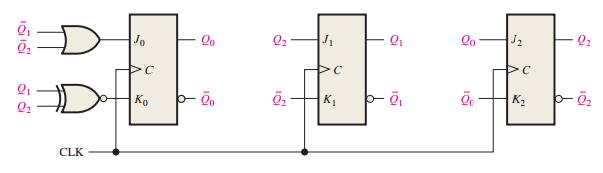 Q̄₁
Q̄₂
J₀
Q₀
C
Q₁
Q₂
K₀
Q̄₀
Q₂
J₁
Q₁
C
Q̄₂
K₁
Q̄₁
Q₀
J₂
Q₂
C
Q̄₀
K₂
Q̄₂
CLK